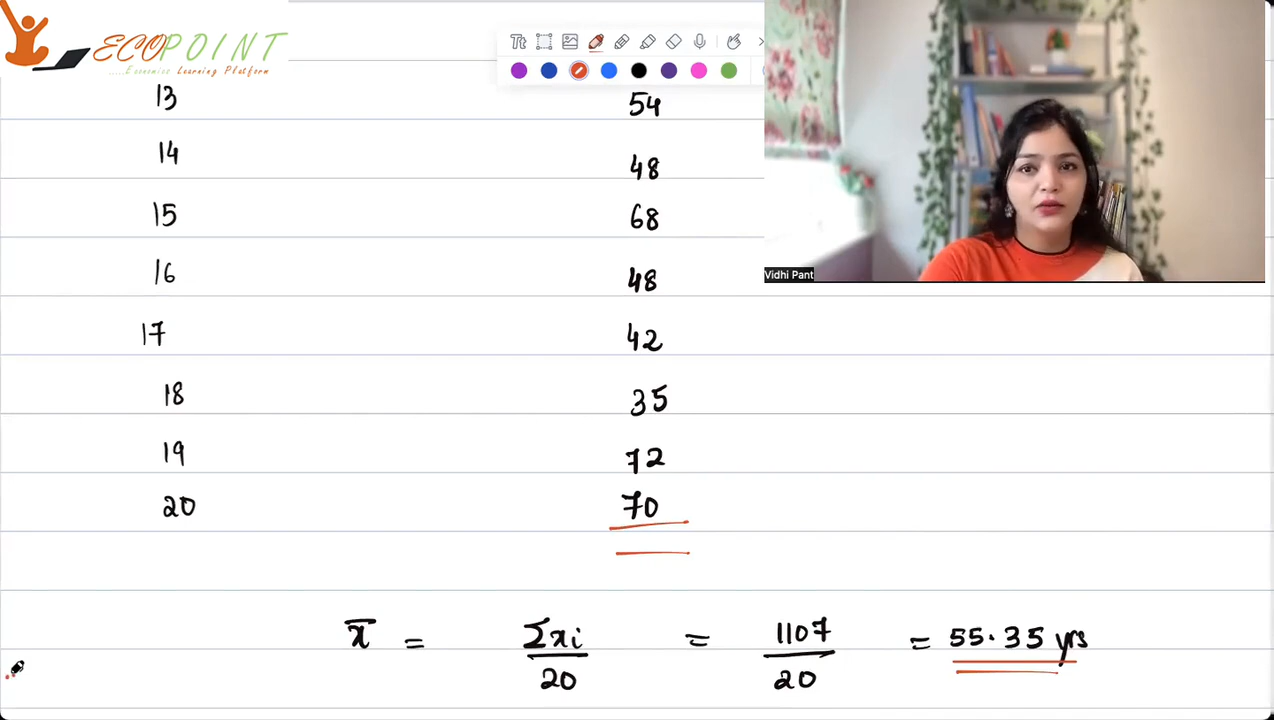 ECOPOINT
....Economics Learning Platform
Tt
13 54
14 48
15 68
16 48
17 42
18 35
19 72
20 70
Vidhi Pant
x̄ = Σxi/20 = 1107/20 = 55.35 yrs